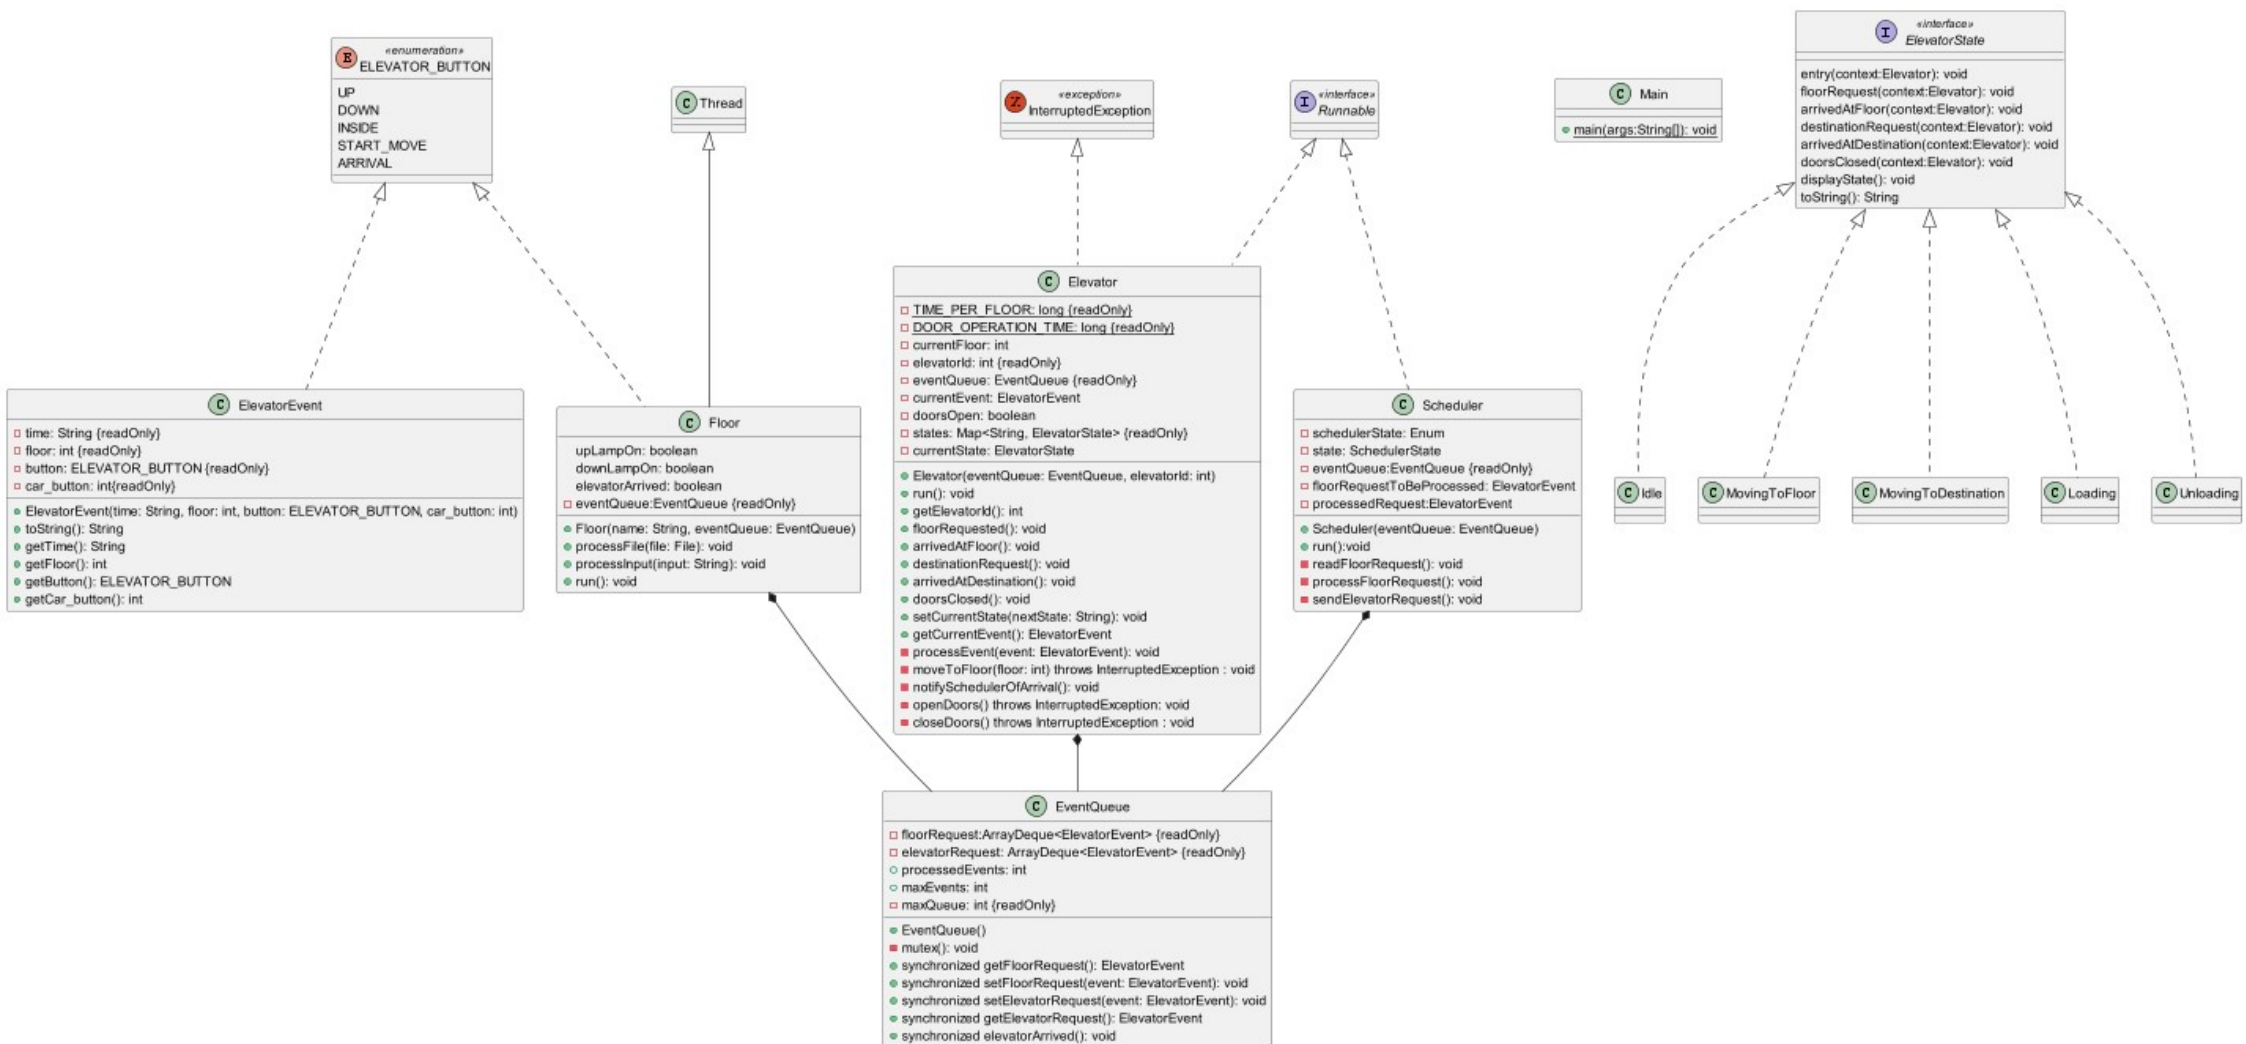 «enumeration»
E
ELEVATOR_BUTTON
UP
DOWN
INSIDE
START_MOVE
ARRIVAL
C Thread
«exception»
InterruptedException
«interface»
I
Runnable
C Main
main(args:String[]): void
«interface»
I
ElevatorState
entry(context:Elevator): void
floorRequest(context:Elevator): void
arrivedAtFloor(context:Elevator): void
destinationRequest(context:Elevator): void
arrivedAtDestination(context:Elevator): void
doorsClosed(context:Elevator): void
displayState(): void
toString(): String
C ElevatorEvent
time: String {readOnly}
floor: int {readOnly}
button: ELEVATOR_BUTTON {readOnly}
car_button: int{readOnly}
ElevatorEvent(time: String, floor: int, button: ELEVATOR_BUTTON, car_button: int)
toString(): String
getTime(): String
getFloor(): int
getButton(): ELEVATOR_BUTTON
getCar_button(): int
C Floor
upLampOn: boolean
downLampOn: boolean
elevatorArrived: boolean
eventQueue:EventQueue {readOnly}
Floor(name: String, eventQueue: EventQueue)
processFile(file: File): void
processInput(input: String): void
run(): void
C Elevator
TIME_PER_FLOOR: long {readOnly}
DOOR_OPERATION_TIME: long {readOnly}
currentFloor: int
elevatorId: int {readOnly}
eventQueue: EventQueue {readOnly}
currentEvent: ElevatorEvent
doorsOpen: boolean
states: Map<String, ElevatorState> {readOnly}
currentState: ElevatorState
Elevator(eventQueue: EventQueue, elevatorId: int)
run(): void
getElevatorId(): int
floorRequested(): void
arrivedAtFloor(): void
destinationRequest(): void
arrivedAtDestination(): void
doorsClosed(): void
setCurrentState(nextState: String): void
getCurrentEvent(): ElevatorEvent
processEvent(event: ElevatorEvent): void
moveToFloor(floor: int) throws InterruptedException : void
notifySchedulerOfArrival(): void
openDoors() throws InterruptedException: void
closeDoors() throws InterruptedException : void
C Scheduler
schedulerState: Enum
state: SchedulerState
eventQueue:EventQueue {readOnly}
floorRequestToBeProcessed: ElevatorEvent
processedRequest:ElevatorEvent
Scheduler(eventQueue: EventQueue)
run():void
readFloorRequest(): void
processFloorRequest(): void
sendElevatorRequest(): void
C Idle
C MovingToFloor
C MovingToDestination
C Loading
C Unloading
C EventQueue
floorRequest:ArrayDeque<ElevatorEvent> {readOnly}
elevatorRequest: ArrayDeque<ElevatorEvent> {readOnly}
processedEvents: int
maxEvents: int
maxQueue: int {readOnly}
EventQueue()
mutex(): void
synchronized getFloorRequest(): ElevatorEvent
synchronized setFloorRequest(event: ElevatorEvent): void
synchronized setElevatorRequest(event: ElevatorEvent): void
synchronized getElevatorRequest(): ElevatorEvent
synchronized elevatorArrived(): void